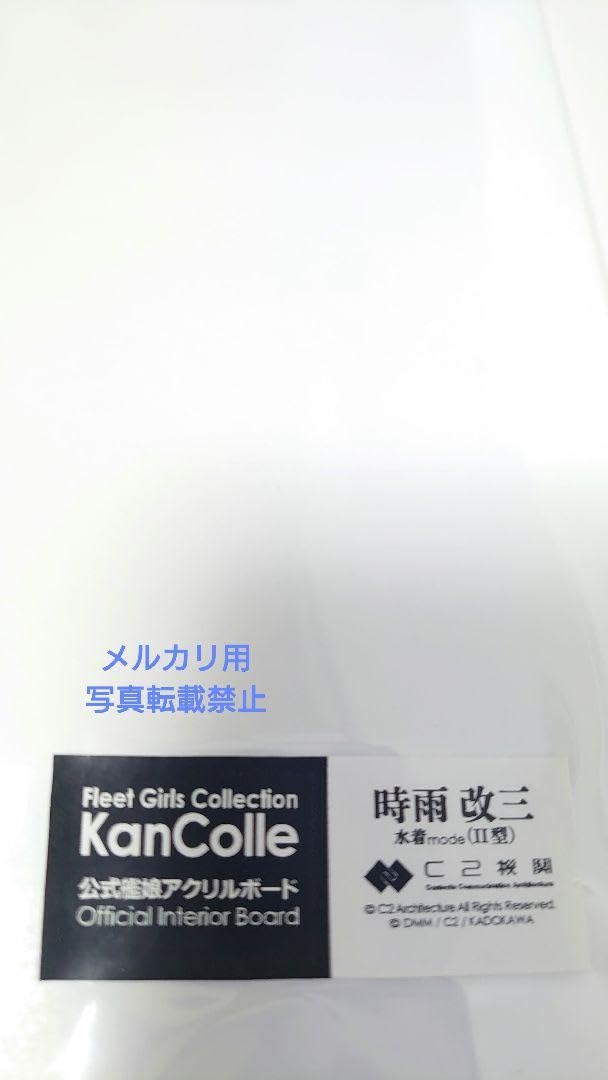 メルカリ用
写真転載禁止
Fleet Girls Collection
KanColle
公式艦娘アクリルボード
Official Interior Board
時雨 改三
水着mode(II型)
C2機関
© C2 Architecture All Rights Reserved.
© DMM / C2 / KADOKAWA